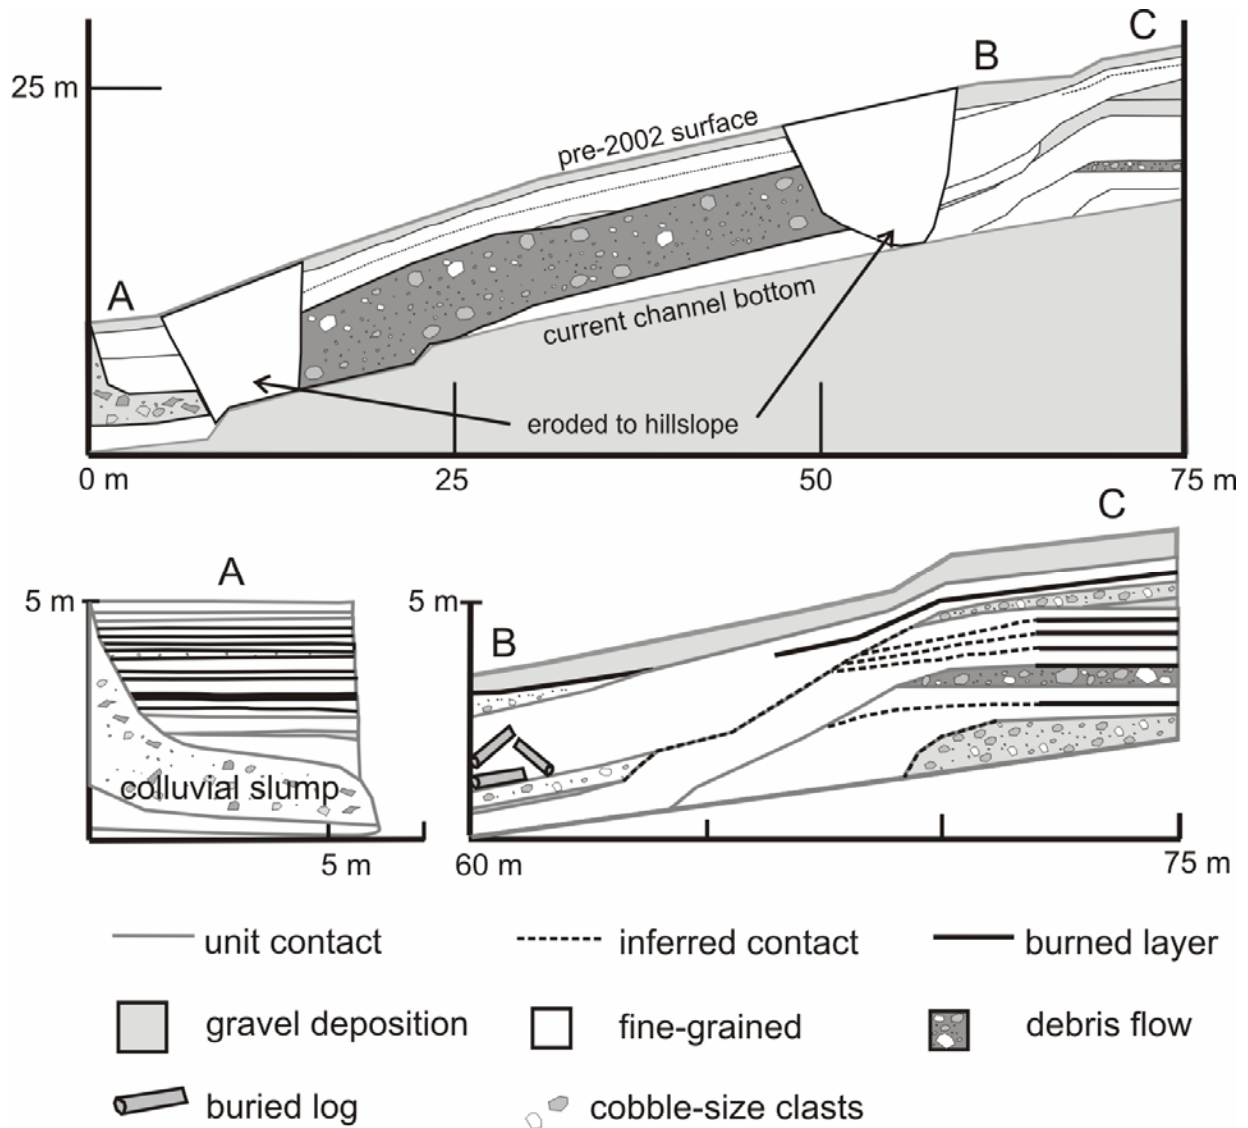 C
B
25 m
pre-2002 surface
A
current channel bottom
eroded to hillslope
0 m
25
50
75 m
C
A
5 m
5 m
B
colluvial slump
5 m
60 m
75 m
unit contact
inferred contact
burned layer
gravel deposition
fine-grained
debris flow
buried log
cobble-size clasts